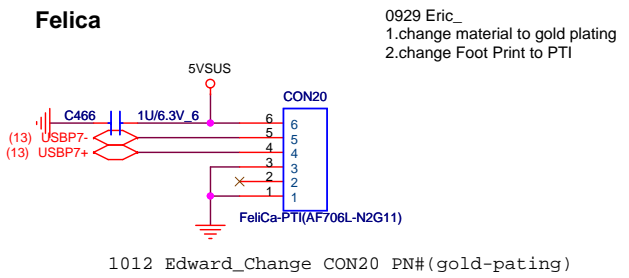 Felica
0929 Eric_
1.change material to gold plating
2.change Foot Print to PTI
5VSUS
CON20
C466 1U/6.3V_6
(13) USBP7-
(13) USBP7+
6 6
5 5
4 4
3 3
2 2
1 1
FeliCa-PTI(AF706L-N2G11)
1012 Edward_Change CON20 PN#(gold-pating)